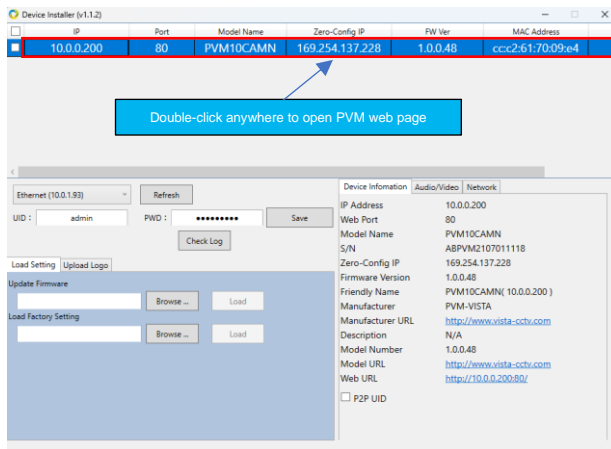 Device Installer (v1.1.2)
IP Port Model Name Zero-Config IP FW Ver MAC Address
10.0.0.200 80 PVM10CAMN 169.254.137.228 1.0.0.48 cc:c2:61:70:09:e4
Double-click anywhere to open PVM web page
Ethernet (10.0.1.93) Refresh
UID : admin PWD : ●●●●●●●●● Save
Check Log
Load Setting Upload Logo
Update Firmware
Browse ... Load
Load Factory Setting
Browse ... Load
Device Infomation Audio/Video Network
IP Address 10.0.0.200
Web Port 80
Model Name PVM10CAMN
S/N ABPVM2107011118
Zero-Config IP 169.254.137.228
Firmware Version 1.0.0.48
Friendly Name PVM10CAMN( 10.0.0.200 )
Manufacturer PVM-VISTA
Manufacturer URL http://www.vista-cctv.com
Description N/A
Model Number 1.0.0.48
Model URL http://www.vista-cctv.com
Web URL http://10.0.0.200:80/
P2P UID